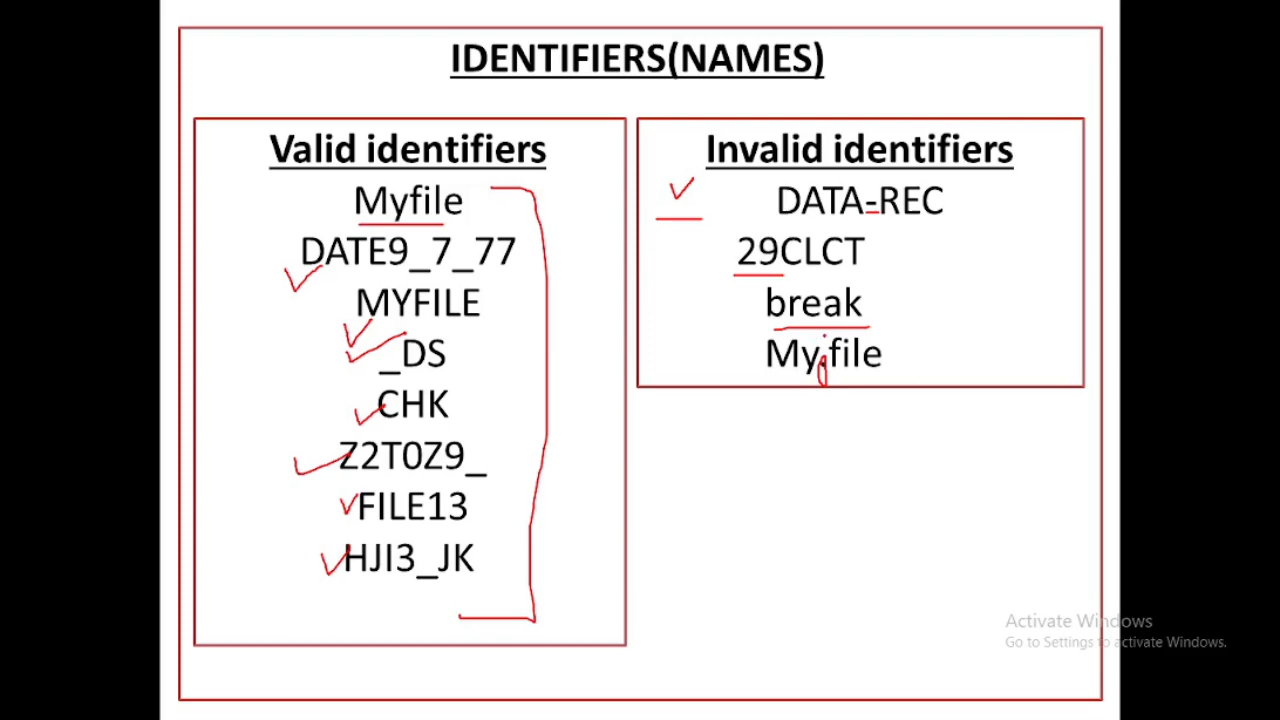 IDENTIFIERS(NAMES)
Valid identifiers
Myfile
DATE9_7_77
MYFILE
_DS
CHK
Z2T0Z9_
FILE13
HJI3_JK
Invalid identifiers
DATA-REC
29CLCT
break
My.file
Activate Windows
Go to Settings to activate Windows.